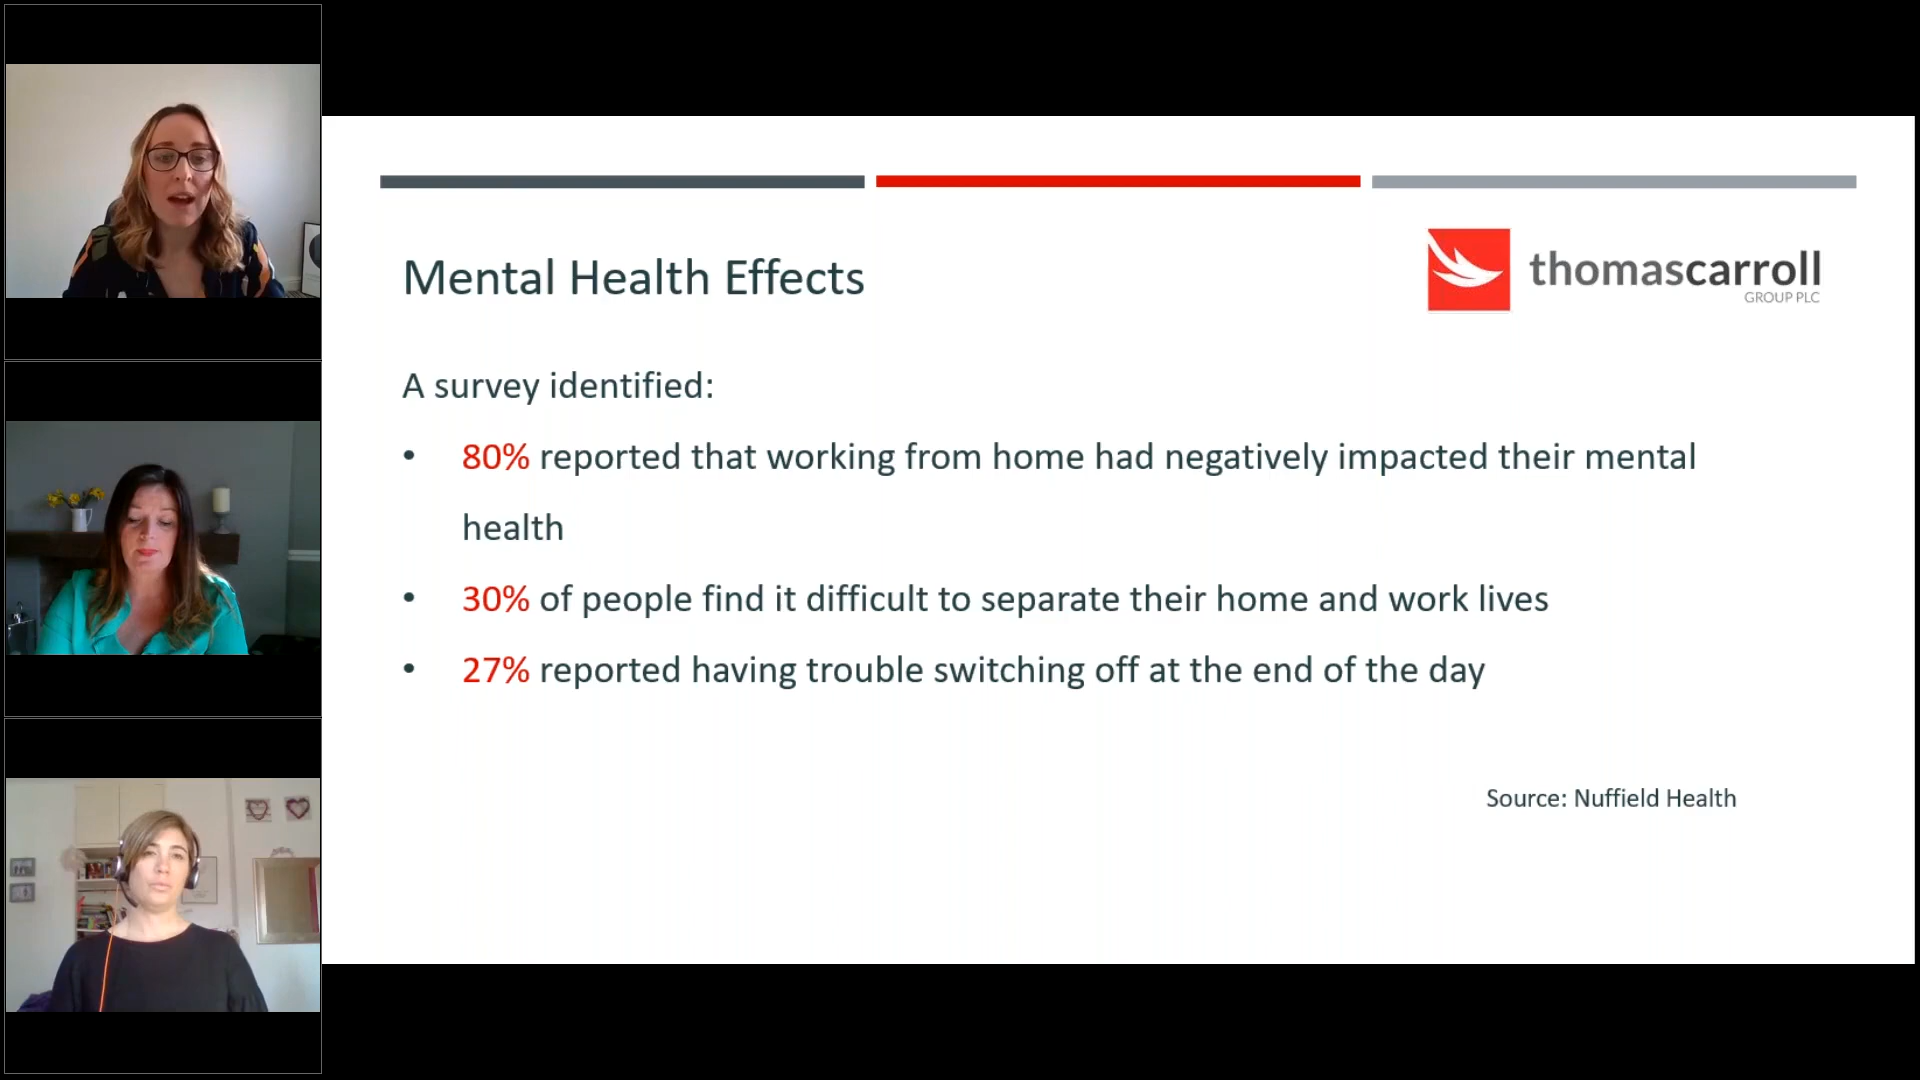 Mental Health Effects
thomascarroll
GROUP PLC
A survey identified:
• 80% reported that working from home had negatively impacted their mental
health
• 30% of people find it difficult to separate their home and work lives
• 27% reported having trouble switching off at the end of the day
Source: Nuffield Health